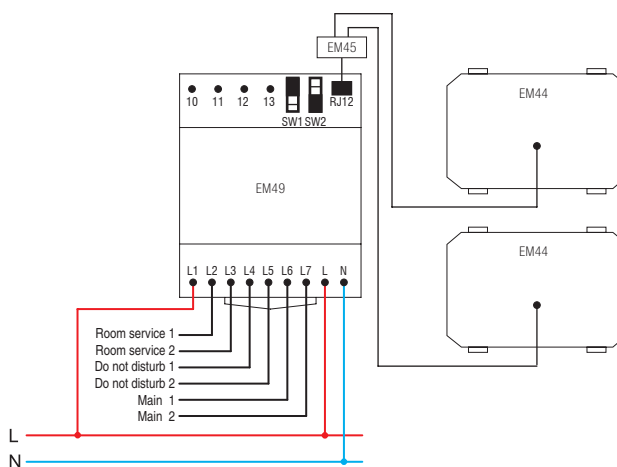 EM45
EM44
10 11 12 13 SW1 SW2 RJ12
EM49
EM44
L1 L2 L3 L4 L5 L6 L7 L N
Room service 1
Room service 2
Do not disturb 1
Do not disturb 2
Main 1
Main 2
L
N